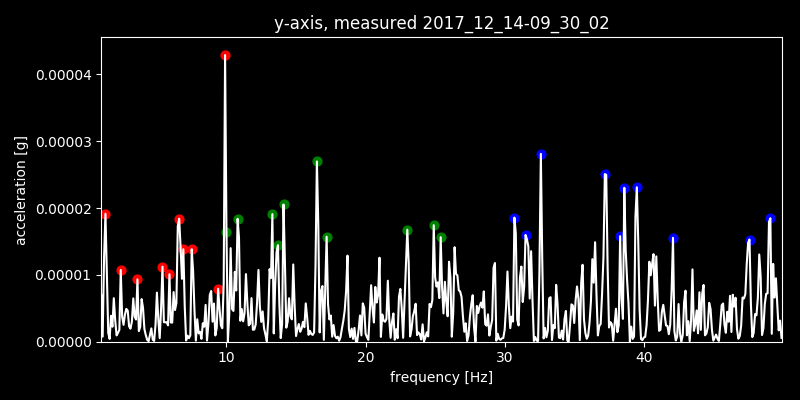 y-axis, measured 2017_12_14-09_30_02
0.00004
0.00003
0.00002
0.00001
0.00000
acceleration [g]
10 20 30 40
frequency [Hz]